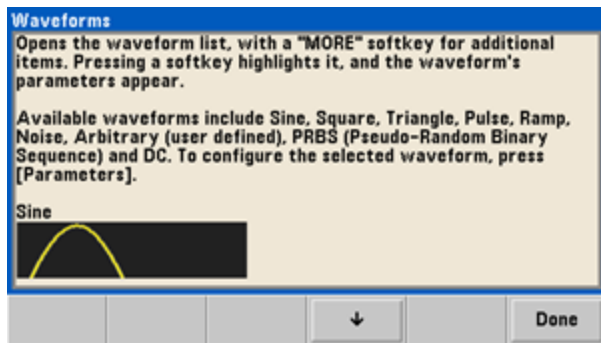 Waveforms
Opens the waveform list, with a "MORE" softkey for additional
items. Pressing a softkey highlights it, and the waveform's
parameters appear.
Available waveforms include Sine, Square, Triangle, Pulse, Ramp,
Noise, Arbitrary (user defined), PRBS (Pseudo-Random Binary
Sequence) and DC. To configure the selected waveform, press
[Parameters].
Sine
↓ Done